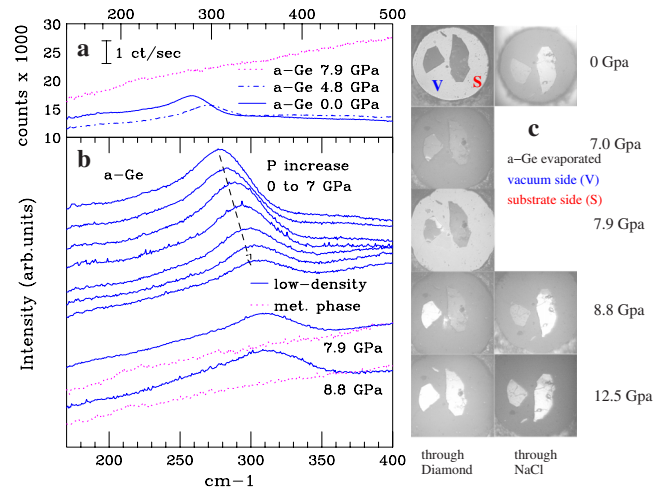 200 300 400 500
a
1 ct/sec
a-Ge 7.9 GPa
a-Ge 4.8 GPa
a-Ge 0.0 GPa
30
25
20
15
10
counts x 1000
b
a-Ge
P increase
0 to 7 GPa
low-density
met. phase
7.9 GPa
8.8 GPa
Intensity (arb.units)
200 250 300 350 400
cm-1
V
S
0 Gpa
c
a-Ge evaporated
vacuum side (V)
substrate side (S)
7.0 Gpa
7.9 Gpa
8.8 Gpa
12.5 Gpa
through
Diamond
through
NaCl